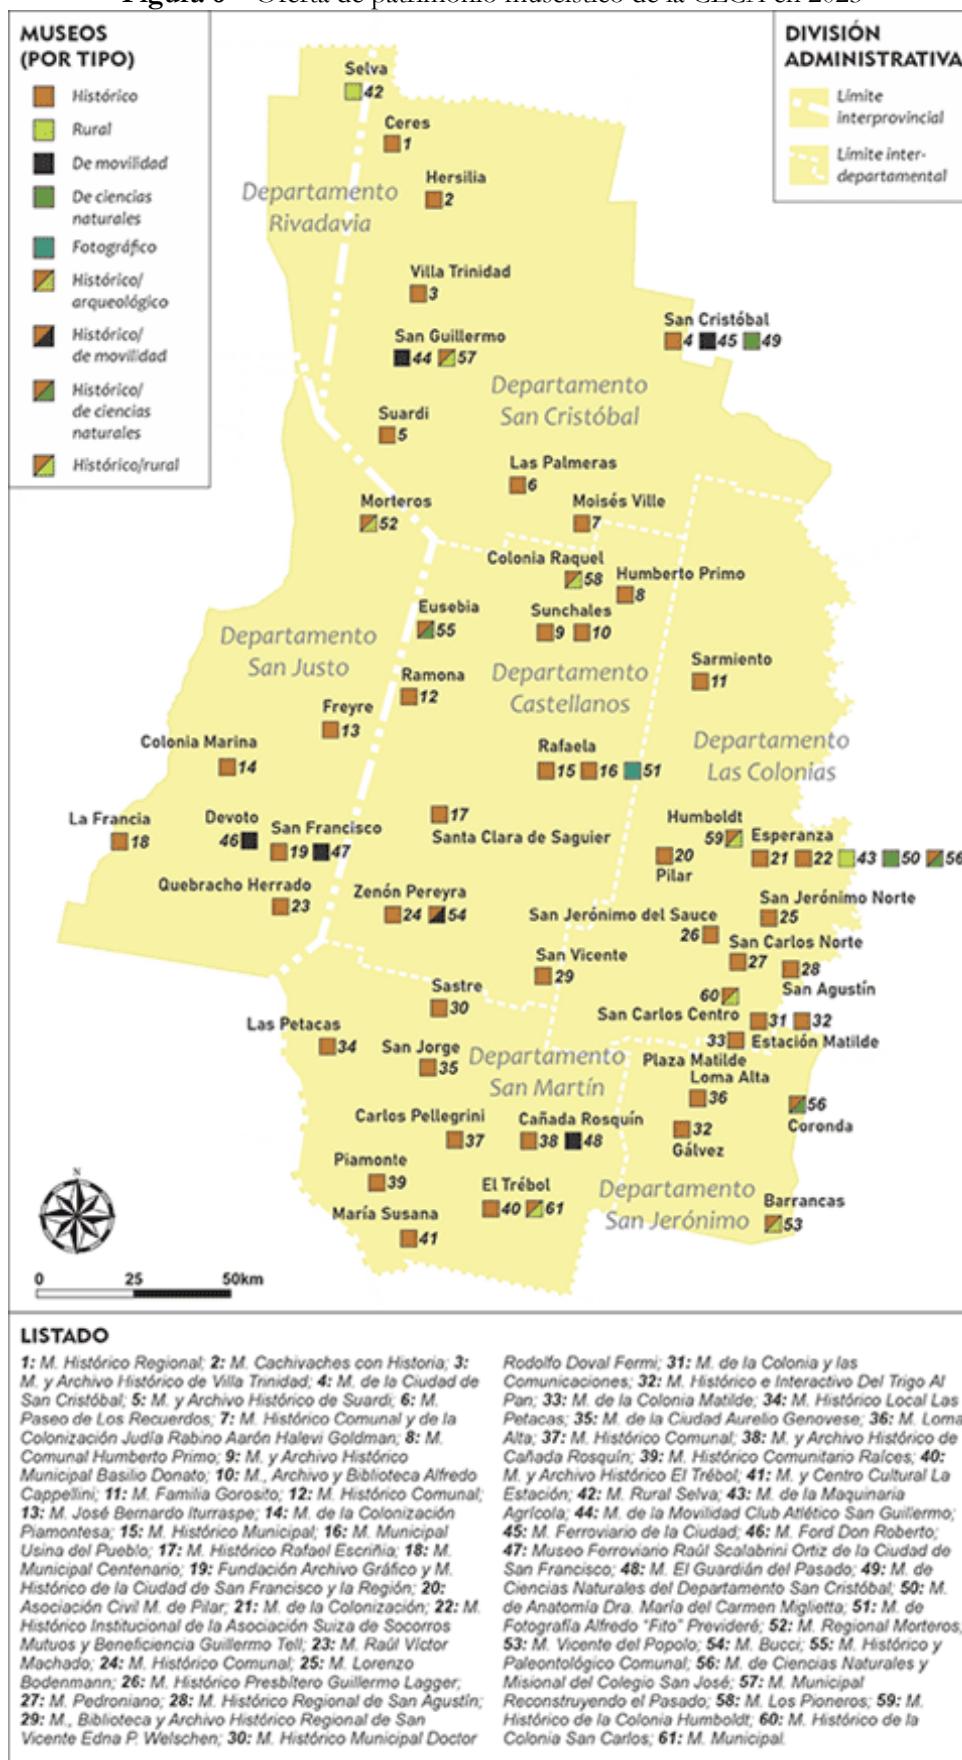 Figura 6 – Oferta de patrimonio museístico de la CECA en 2023
MUSEOS
(POR TIPO)
Histórico
Rural
De movilidad
De ciencias
naturales
Fotográfico
Histórico/
arqueológico
Histórico/
de movilidad
Histórico/
de ciencias
naturales
Histórico/rural
DIVISIÓN
ADMINISTRATIVA
Límite
interprovincial
Límite inter-
departamental
Selva
42
Ceres
1
Hersilia
2
Departamento
Rivadavia
Villa Trinidad
3
San Guillermo
44 57
San Cristóbal
4 45 49
Departamento
San Cristóbal
Suardi
5
Las Palmeras
6
Morteros
52
Moisés Ville
7
Colonia Raquel
58
Humberto Primo
8
Eusebia
55
Sunchales
9 10
Departamento
San Justo
Ramona
12
Departamento
Castellanos
Sarmiento
11
Freyre
13
Colonia Marina
14
Rafaela
15 16 51
Departamento
Las Colonias
La Francia
18
Devoto
46
San Francisco
19 47
17
Santa Clara de Saguier
Humboldt
59
Esperanza
21 22 43 50 56
20
Pilar
Quebracho Herrado
23
Zenón Pereyra
24 54
San Jerónimo Norte
25
San Jerónimo del Sauce
26
San Carlos Norte
27
28
San Agustín
San Vicente
29
Sastre
30
60
San Carlos Centro
31 32
Las Petacas
34
San Jorge
35
33 Estación Matilde
Plaza Matilde
Departamento
San Martín
Loma Alta
36
56
Coronda
Carlos Pellegrini
37
Cañada Rosquín
38 48
32
Gálvez
Piamonte
39
El Trébol
40 61
Departamento
San Jerónimo
Barrancas
53
María Susana
41
N
0 25 50km
LISTADO
1: M. Histórico Regional; 2: M. Cachivaches con Historia; 3:
M. y Archivo Histórico de Villa Trinidad; 4: M. de la Ciudad de
San Cristóbal; 5: M. y Archivo Histórico de Suardi; 6: M.
Paseo de Los Recuerdos; 7: M. Histórico Comunal y de la
Colonización Judía Rabino Aarón Halevi Goldman; 8: M.
Comunal Humberto Primo; 9: M. y Archivo Histórico
Municipal Basilio Donato; 10: M., Archivo y Biblioteca Alfredo
Cappellini; 11: M. Familia Gorosito; 12: M. Histórico Comunal;
13: M. José Bernardo Iturraspe; 14: M. de la Colonización
Piamontesa; 15: M. Histórico Municipal; 16: M. Municipal
Usina del Pueblo; 17: M. Histórico Rafael Escriñia; 18: M.
Municipal Centenario; 19: Fundación Archivo Gráfico y M.
Histórico de la Ciudad de San Francisco y la Región; 20:
Asociación Civil M. de Pilar; 21: M. de la Colonización; 22: M.
Histórico Institucional de la Asociación Suiza de Socorros
Mutuos y Beneficiencia Guillermo Tell; 23: M. Raúl Víctor
Machado; 24: M. Histórico Comunal; 25: M. Lorenzo
Bodenmann; 26: M. Histórico Presbítero Guillermo Lagger;
27: M. Pedroniano; 28: M. Histórico Regional de San Agustín;
29: M., Biblioteca y Archivo Histórico Regional de San
Vicente Edna P. Welschen; 30: M. Histórico Municipal Doctor
Rodolfo Doval Fermi; 31: M. de la Colonia y las
Comunicaciones; 32: M. Histórico e Interactivo Del Trigo Al
Pan; 33: M. de la Colonia Matilde; 34: M. Histórico Local Las
Petacas; 35: M. de la Ciudad Aurelio Genovese; 36: M. Loma
Alta; 37: M. Histórico Comunal; 38: M. y Archivo Histórico de
Cañada Rosquín; 39: M. Histórico Comunitario Raíces; 40:
M. y Archivo Histórico El Trébol; 41: M. y Centro Cultural La
Estación; 42: M. Rural Selva; 43: M. de la Maquinaria
Agrícola; 44: M. de la Movilidad Club Atlético San Guillermo;
45: M. Ferroviario de la Ciudad; 46: M. Ford Don Roberto;
47: Museo Ferroviario Raúl Scalabrini Ortiz de la Ciudad de
San Francisco; 48: M. El Guardián del Pasado; 49: M. de
Ciencias Naturales del Departamento San Cristóbal; 50: M.
de Anatomía Dra. María del Carmen Miglietta; 51: M. de
Fotografía Alfredo "Fito" Previderé; 52: M. Regional Morteros;
53: M. Vicente del Popolo; 54: M. Bucci; 55: M. Histórico y
Paleontológico Comunal; 56: M. de Ciencias Naturales y
Misional del Colegio San José; 57: M. Municipal
Reconstruyendo el Pasado; 58: M. Los Pioneros; 59: M.
Histórico de la Colonia Humboldt; 60: M. Histórico de la
Colonia San Carlos; 61: M. Municipal.